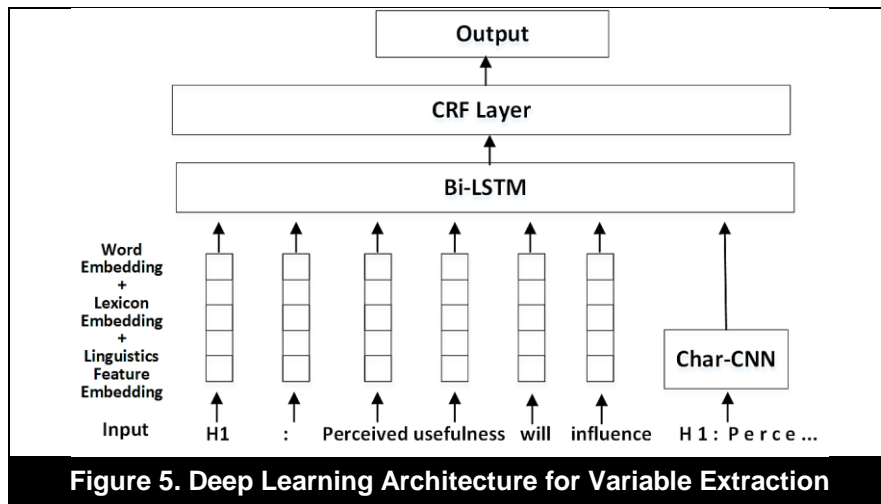 Output
CRF Layer
Bi-LSTM
Word
Embedding
+
Lexicon
Embedding
+
Linguistics
Feature
Embedding
Char-CNN
Input H1 : Perceived usefulness will influence H 1 : P e r c e ...
Figure 5. Deep Learning Architecture for Variable Extraction